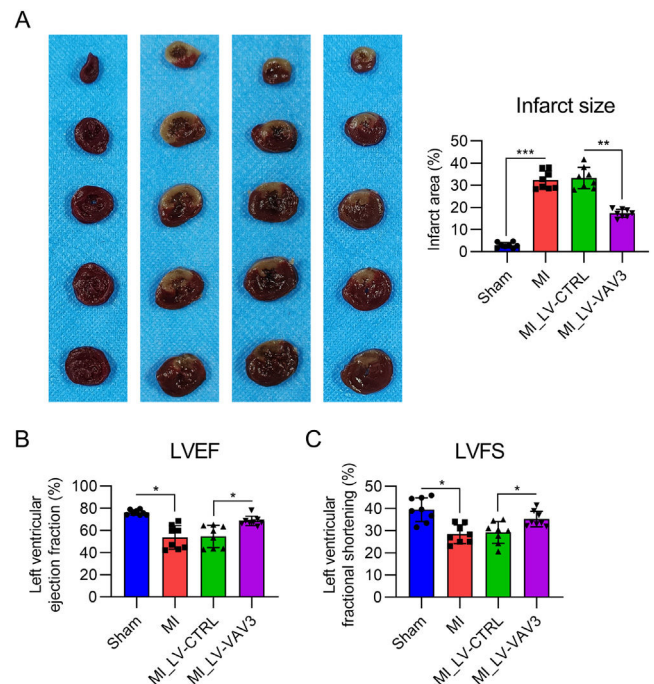 A
Infarct size
Infarct area (%)
50
40
30
20
10
0
***
**
Sham
MI
MI_LV-CTRL
MI_LV-VAV3
B
LVEF
Left ventricular
ejection fraction (%)
100
80
60
40
20
0
*
*
Sham
MI
MI_LV-CTRL
MI_LV-VAV3
C
LVFS
Left ventricular
fractional shortening (%)
50
40
30
20
10
0
*
*
Sham
MI
MI_LV-CTRL
MI_LV-VAV3